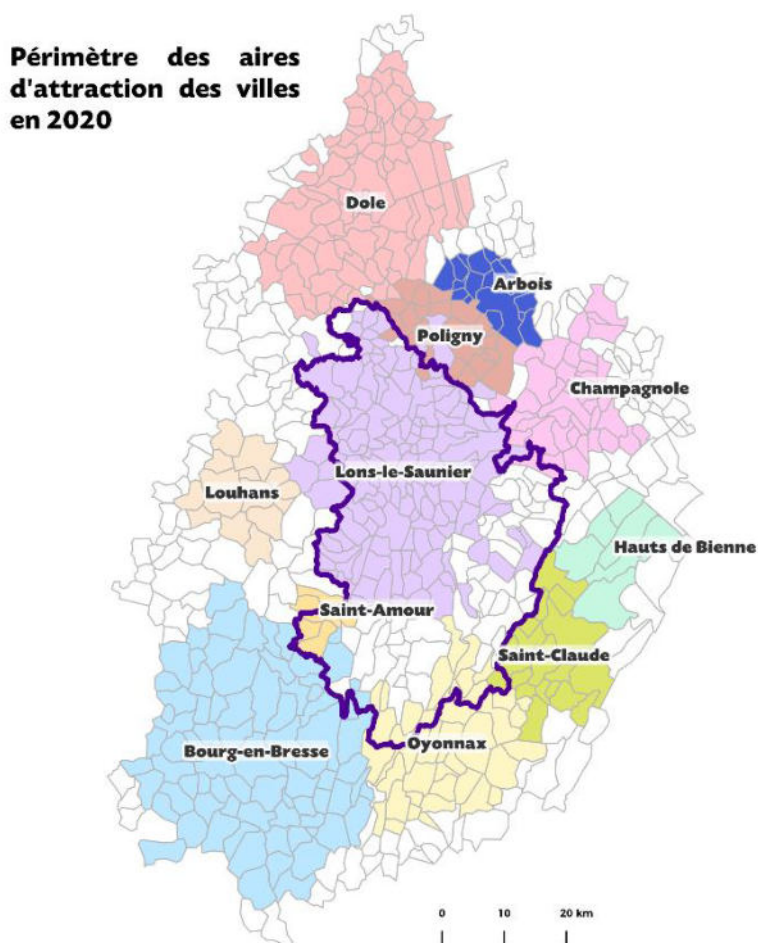 Périmètre des aires
d'attraction des villes
en 2020
Dole
Arbois
Poligny
Champagnole
Lons-le-Saunier
Louhans
Hauts de Bienne
Saint-Amour
Saint-Claude
Oyonnax
Bourg-en-Bresse
0 10 20 km